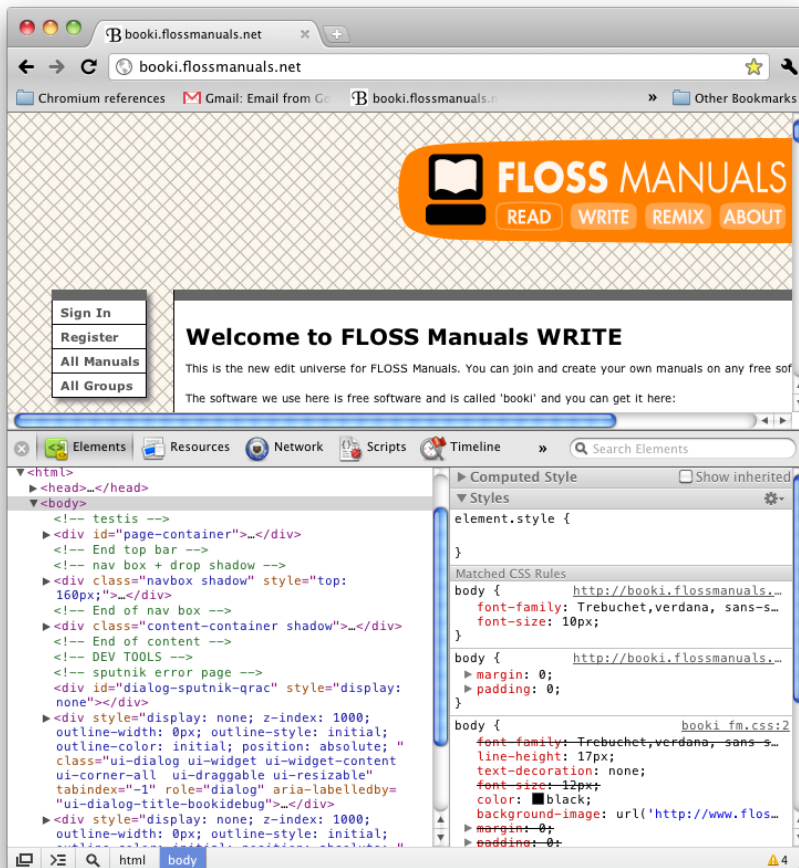 booki.flossmanuals.net
booki.flossmanuals.net
Chromium references Gmail: Email from Go booki.flossmanuals.n » Other Bookmarks
FLOSS MANUALS
READ WRITE REMIX ABOUT
Sign In
Register
All Manuals
All Groups
Welcome to FLOSS Manuals WRITE
This is the new edit universe for FLOSS Manuals. You can join and create your own manuals on any free sof
The software we use here is free software and is called 'booki' and you can get it here:
Elements Resources Network Scripts Timeline » Search Elements
▼<html>
▶<head>…</head>
▼<body>
<!-- testis -->
▶<div id="page-container">…</div>
<!-- End top bar -->
<!-- nav box + drop shadow -->
▶<div class="navbox shadow" style="top:
160px;">…</div>
<!-- End of nav box -->
▶<div class="content-container shadow">…</div>
<!-- End of content -->
<!-- DEV TOOLS -->
<!-- sputnik error page -->
<div id="dialog-sputnik-qrac" style="display:
none"></div>
▶<div style="display: none; z-index: 1000;
outline-width: 0px; outline-style: initial;
outline-color: initial; position: absolute; "
class="ui-dialog ui-widget ui-widget-content
ui-corner-all  ui-draggable ui-resizable"
tabindex="-1" role="dialog" aria-labelledby=
"ui-dialog-title-bookidebug">…</div>
▶<div style="display: none; z-index: 1000;
outline-width: 0px; outline-style: initial;
▶ Computed Style Show inherited
▼ Styles
element.style {
}
Matched CSS Rules
body { http://booki.flossmanuals.…
font-family: Trebuchet,verdana, sans-s…
font-size: 10px;
}
body { http://booki.flossmanuals.…
▶ margin: 0;
▶ padding: 0;
}
body { booki_fm.css:2
font-family: Trebuchet,verdana, sans-s…
line-height: 17px;
text-decoration: none;
font-size: 12px;
color: black;
background-image: url('http://www.flos…
▶ margin: 0;
▶ padding: 0;
html body 4